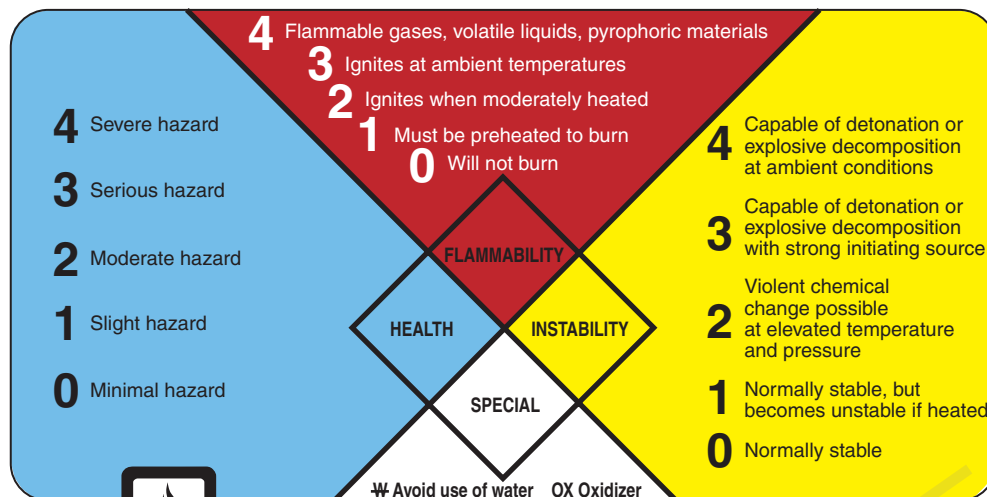 4 Flammable gases, volatile liquids, pyrophoric materials
3 Ignites at ambient temperatures
2 Ignites when moderately heated
1 Must be preheated to burn
0 Will not burn
4 Severe hazard
3 Serious hazard
2 Moderate hazard
1 Slight hazard
0 Minimal hazard
FLAMMABILITY
HEALTH
INSTABILITY
SPECIAL
4 Capable of detonation or
explosive decomposition
at ambient conditions
3 Capable of detonation or
explosive decomposition
with strong initiating source
2 Violent chemical
change possible
at elevated temperature
and pressure
1 Normally stable, but
becomes unstable if heated
0 Normally stable
W̶ Avoid use of water OX Oxidizer